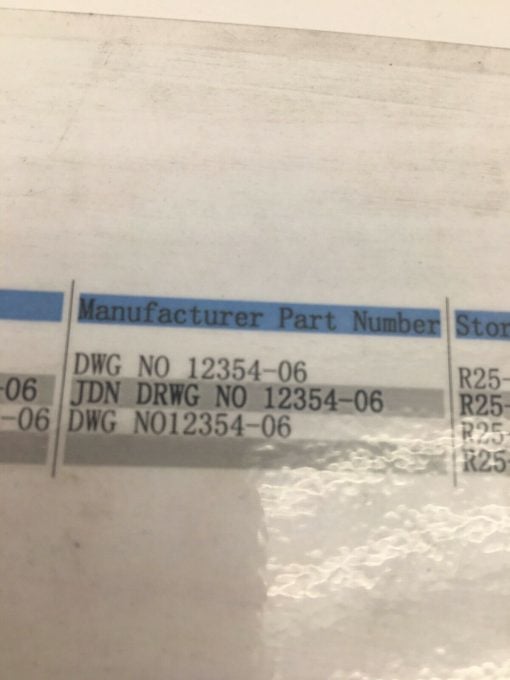 Manufacturer Part Number Stor
DWG NO 12354-06 R25-
-06 JDN DRWG NO 12354-06 R25-
-06 DWG NO12354-06 R25-
R25-